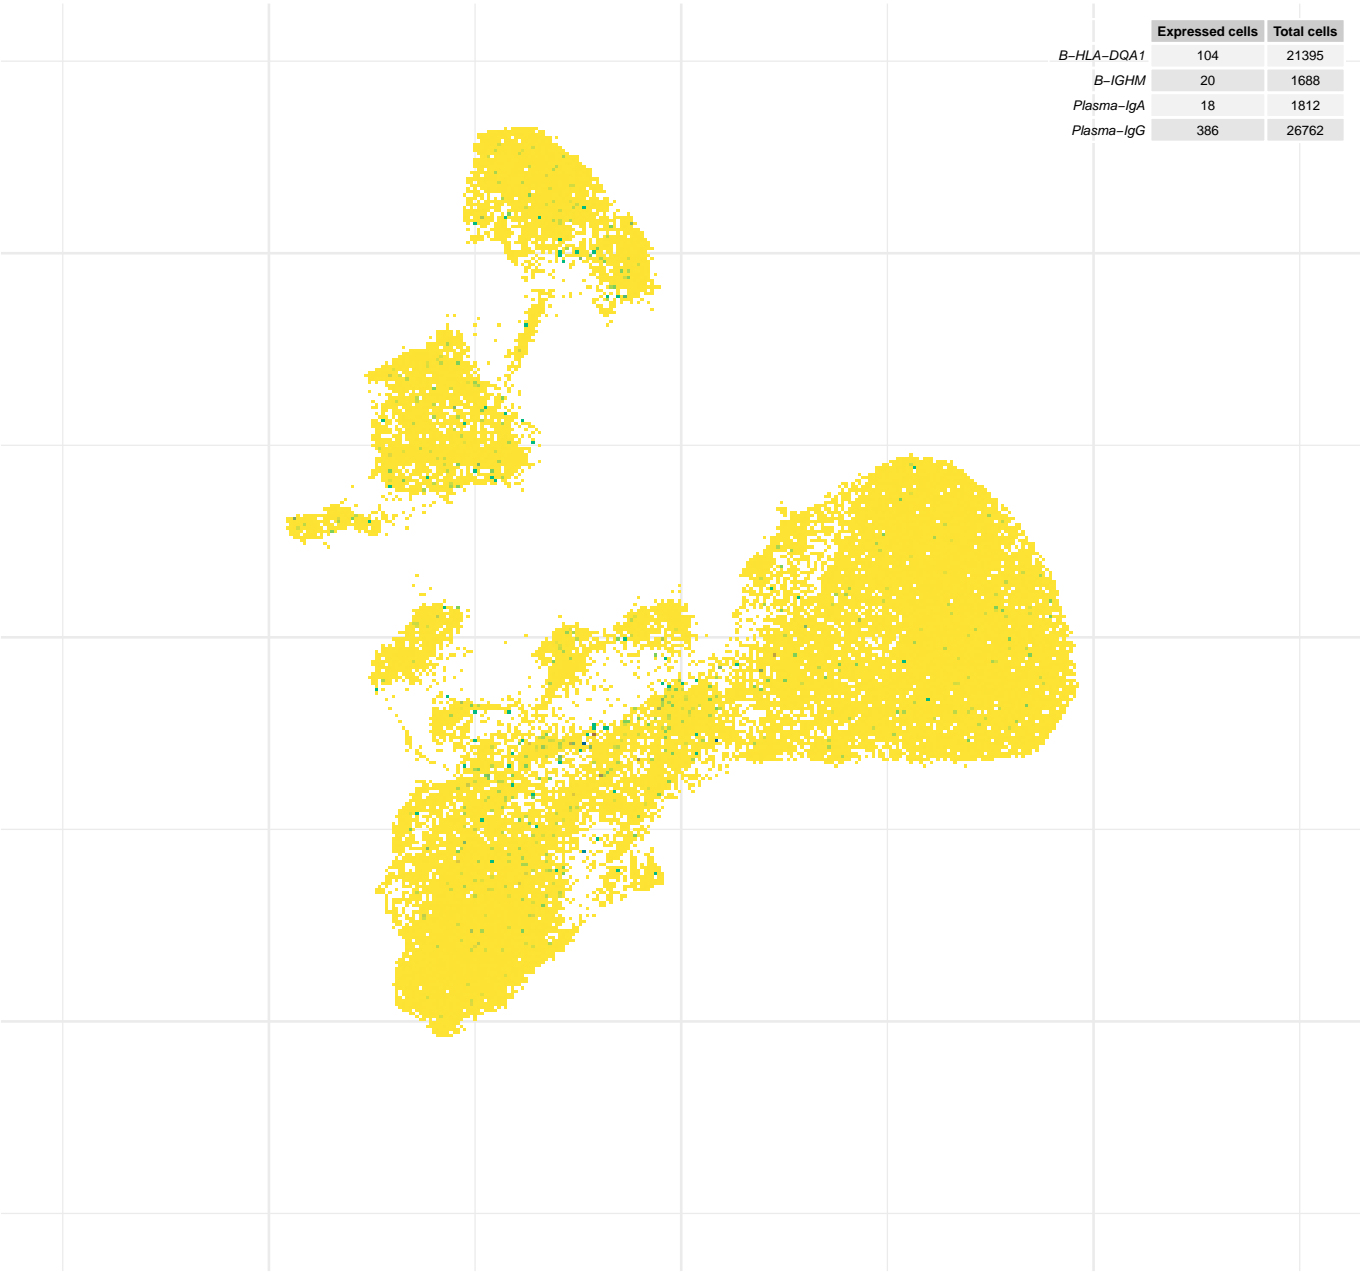 Expressed cells Total cells
B−HLA−DQA1 104 21395
B−IGHM 20 1688
Plasma−IgA 18 1812
Plasma−IgG 386 26762